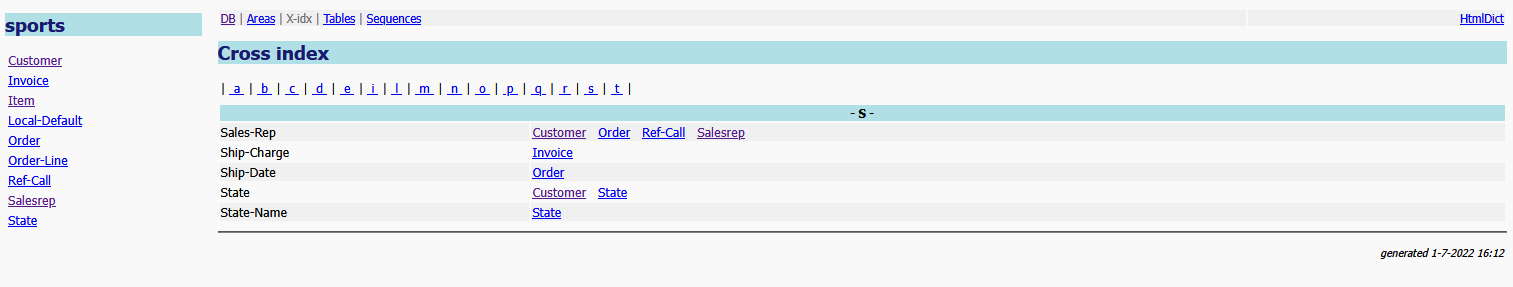 sports
Customer
Invoice
Item
Local-Default
Order
Order-Line
Ref-Call
Salesrep
State
DB | Areas | X-idx | Tables | Sequences
HtmlDict
Cross index
| a | b | c | d | e | i | l | m | n | o | p | q | r | s | t |
- s -
Sales-Rep Customer Order Ref-Call Salesrep
Ship-Charge Invoice
Ship-Date Order
State Customer State
State-Name State
generated 1-7-2022 16:12